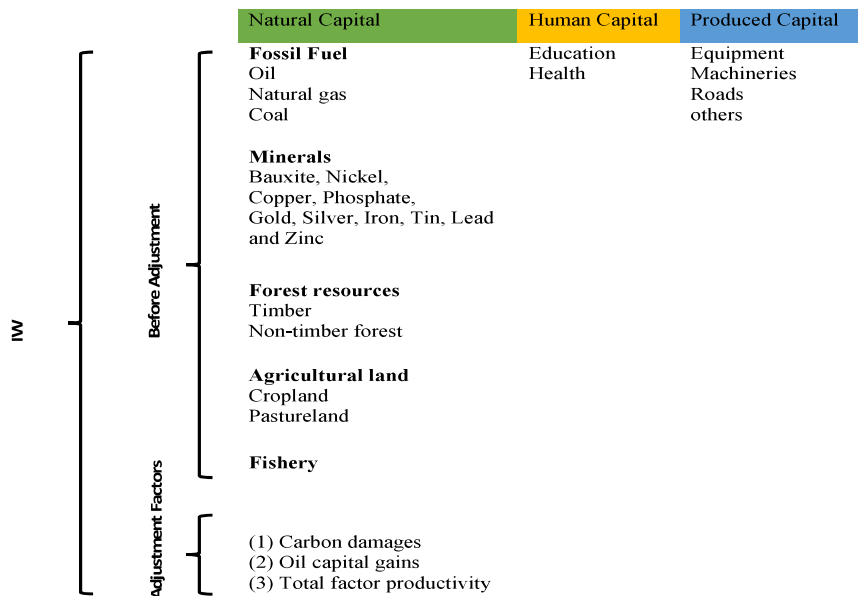 Natural Capital Human Capital Produced Capital
Fossil Fuel Education Equipment
Oil Health Machineries
Natural gas Roads
Coal others
Minerals
Bauxite, Nickel,
Copper, Phosphate,
Gold, Silver, Iron, Tin, Lead
and Zinc
Forest resources
Timber
Non-timber forest
Agricultural land
Cropland
Pastureland
Fishery
(1) Carbon damages
(2) Oil capital gains
(3) Total factor productivity
IW
Before Adjustment
Adjustment Factors